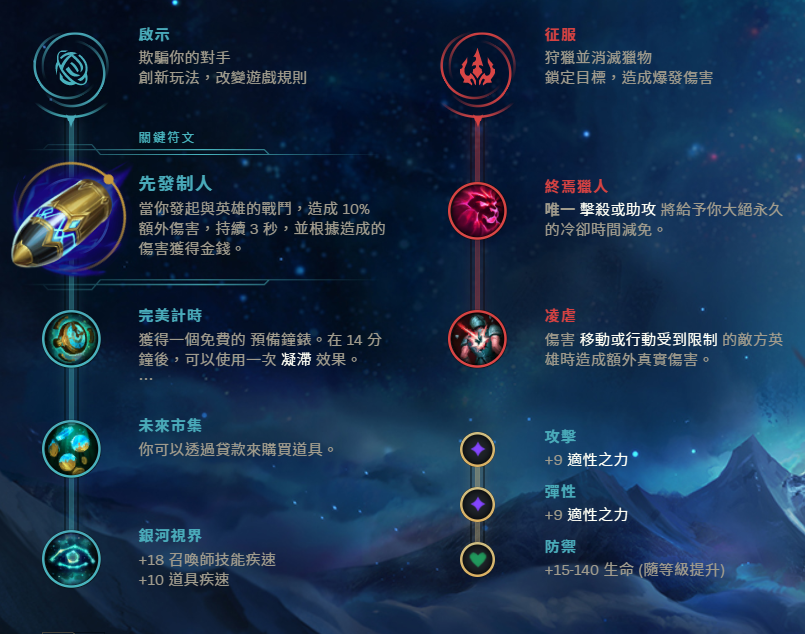 啟示
欺騙你的對手
創新玩法，改變遊戲規則
關鍵符文
先發制人
當你發起與英雄的戰鬥，造成 10%
額外傷害，持續 3 秒，並根據造成的
傷害獲得金錢。
完美計時
獲得一個免費的 預備鐘錶。在 14 分
鐘後，可以使用一次 凝滯 效果。
...
未來市集
你可以透過貸款來購買道具。
銀河視界
+18 召喚師技能疾速
+10 道具疾速
征服
狩獵並消滅獵物
鎖定目標，造成爆發傷害
終焉獵人
唯一 擊殺或助攻 將給予你大絕永久
的冷卻時間減免。
凌虐
傷害 移動或行動受到限制 的敵方英
雄時造成額外真實傷害。
攻擊
+9 適性之力
彈性
+9 適性之力
防禦
+15-140 生命 (隨等級提升)